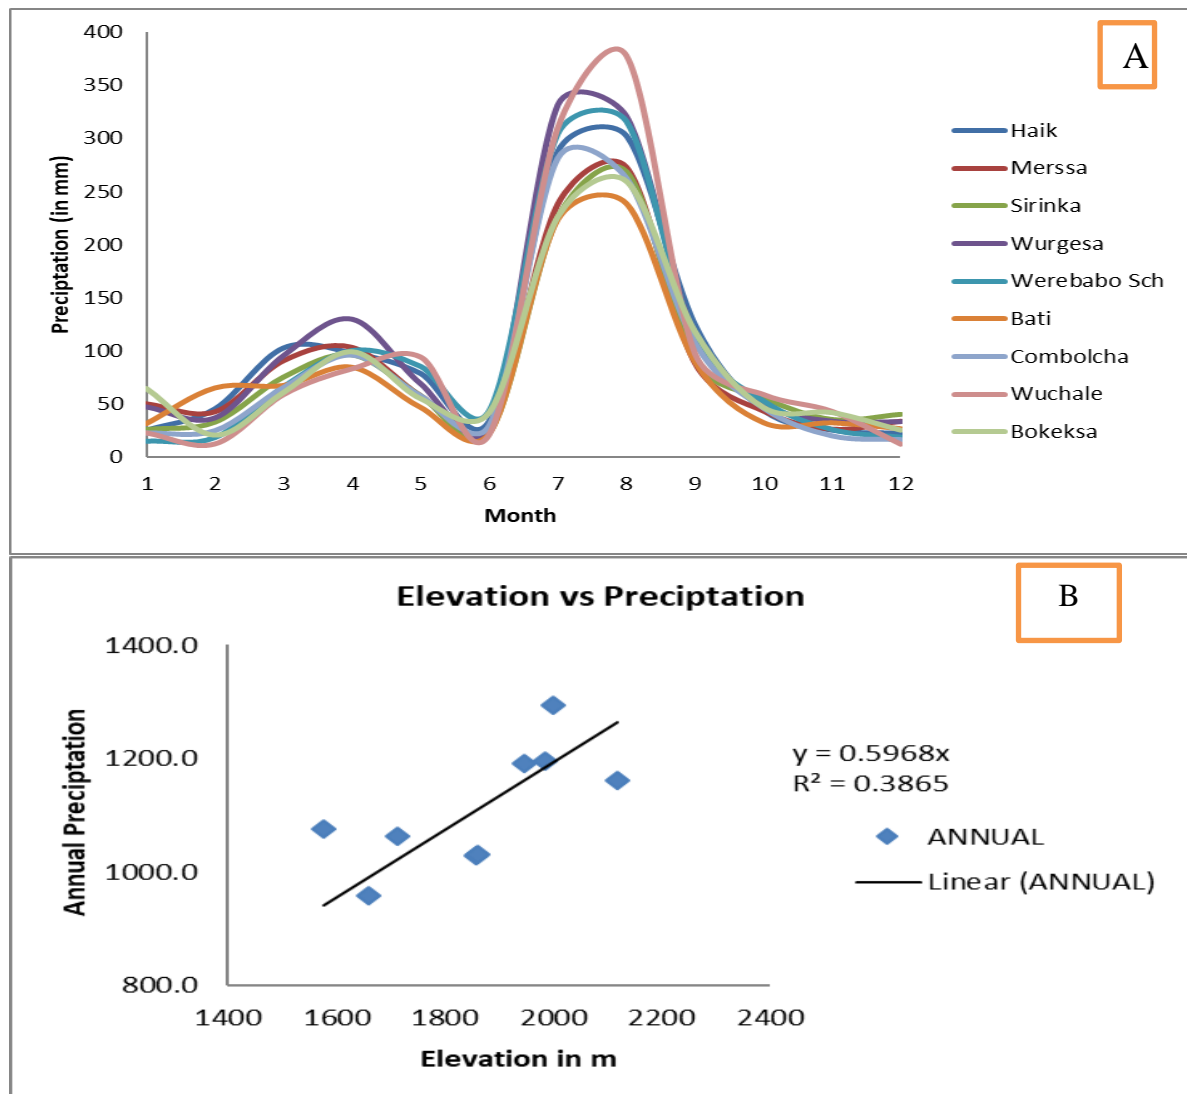 A
400
350
300
250
200
150
100
50
0
Preciptation (in mm)
1 2 3 4 5 6 7 8 9 10 11 12
Month
Haik
Merssa
Sirinka
Wurgesa
Werebabo Sch
Bati
Combolcha
Wuchale
Bokeksa
B
Elevation vs Preciptation
1400.0
1200.0
1000.0
800.0
Annual Preciptation
1400 1600 1800 2000 2200 2400
Elevation in m
y = 0.5968x
R² = 0.3865
ANNUAL
Linear (ANNUAL)